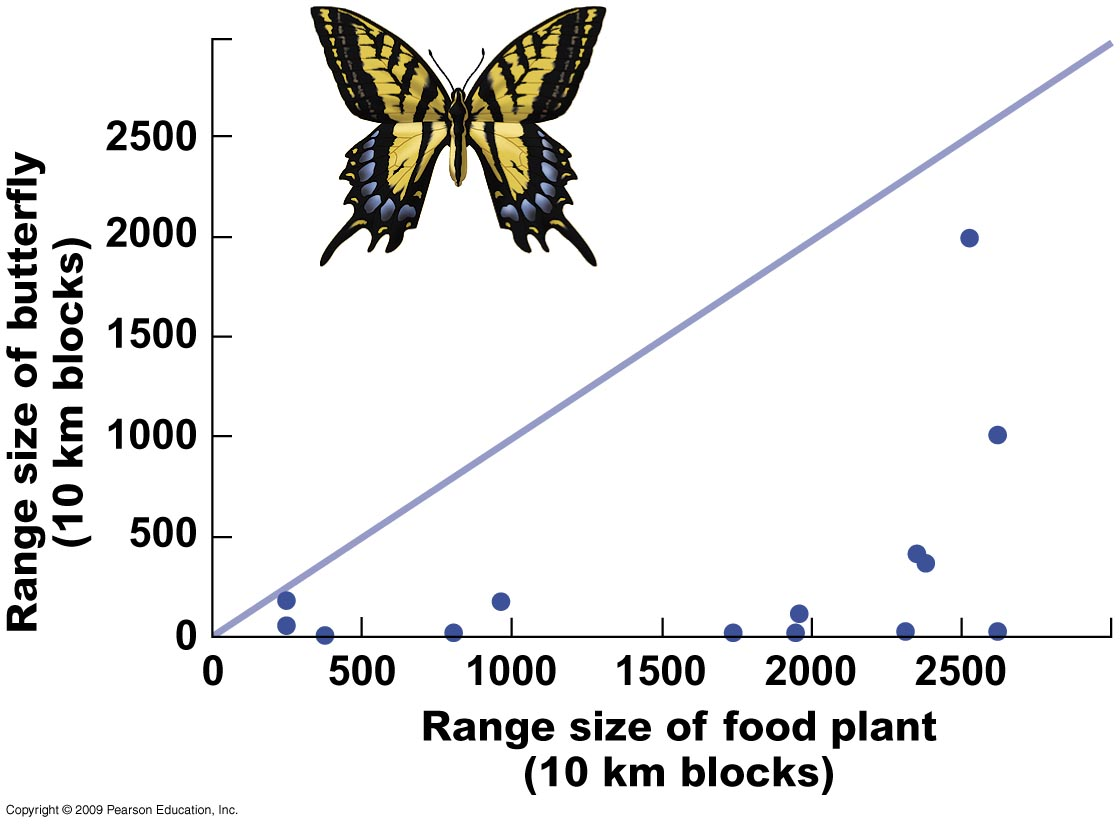 Range size of butterfly
(10 km blocks)
2500
2000
1500
1000
500
0
0 500 1000 1500 2000 2500
Range size of food plant
(10 km blocks)
Copyright © 2009 Pearson Education, Inc.